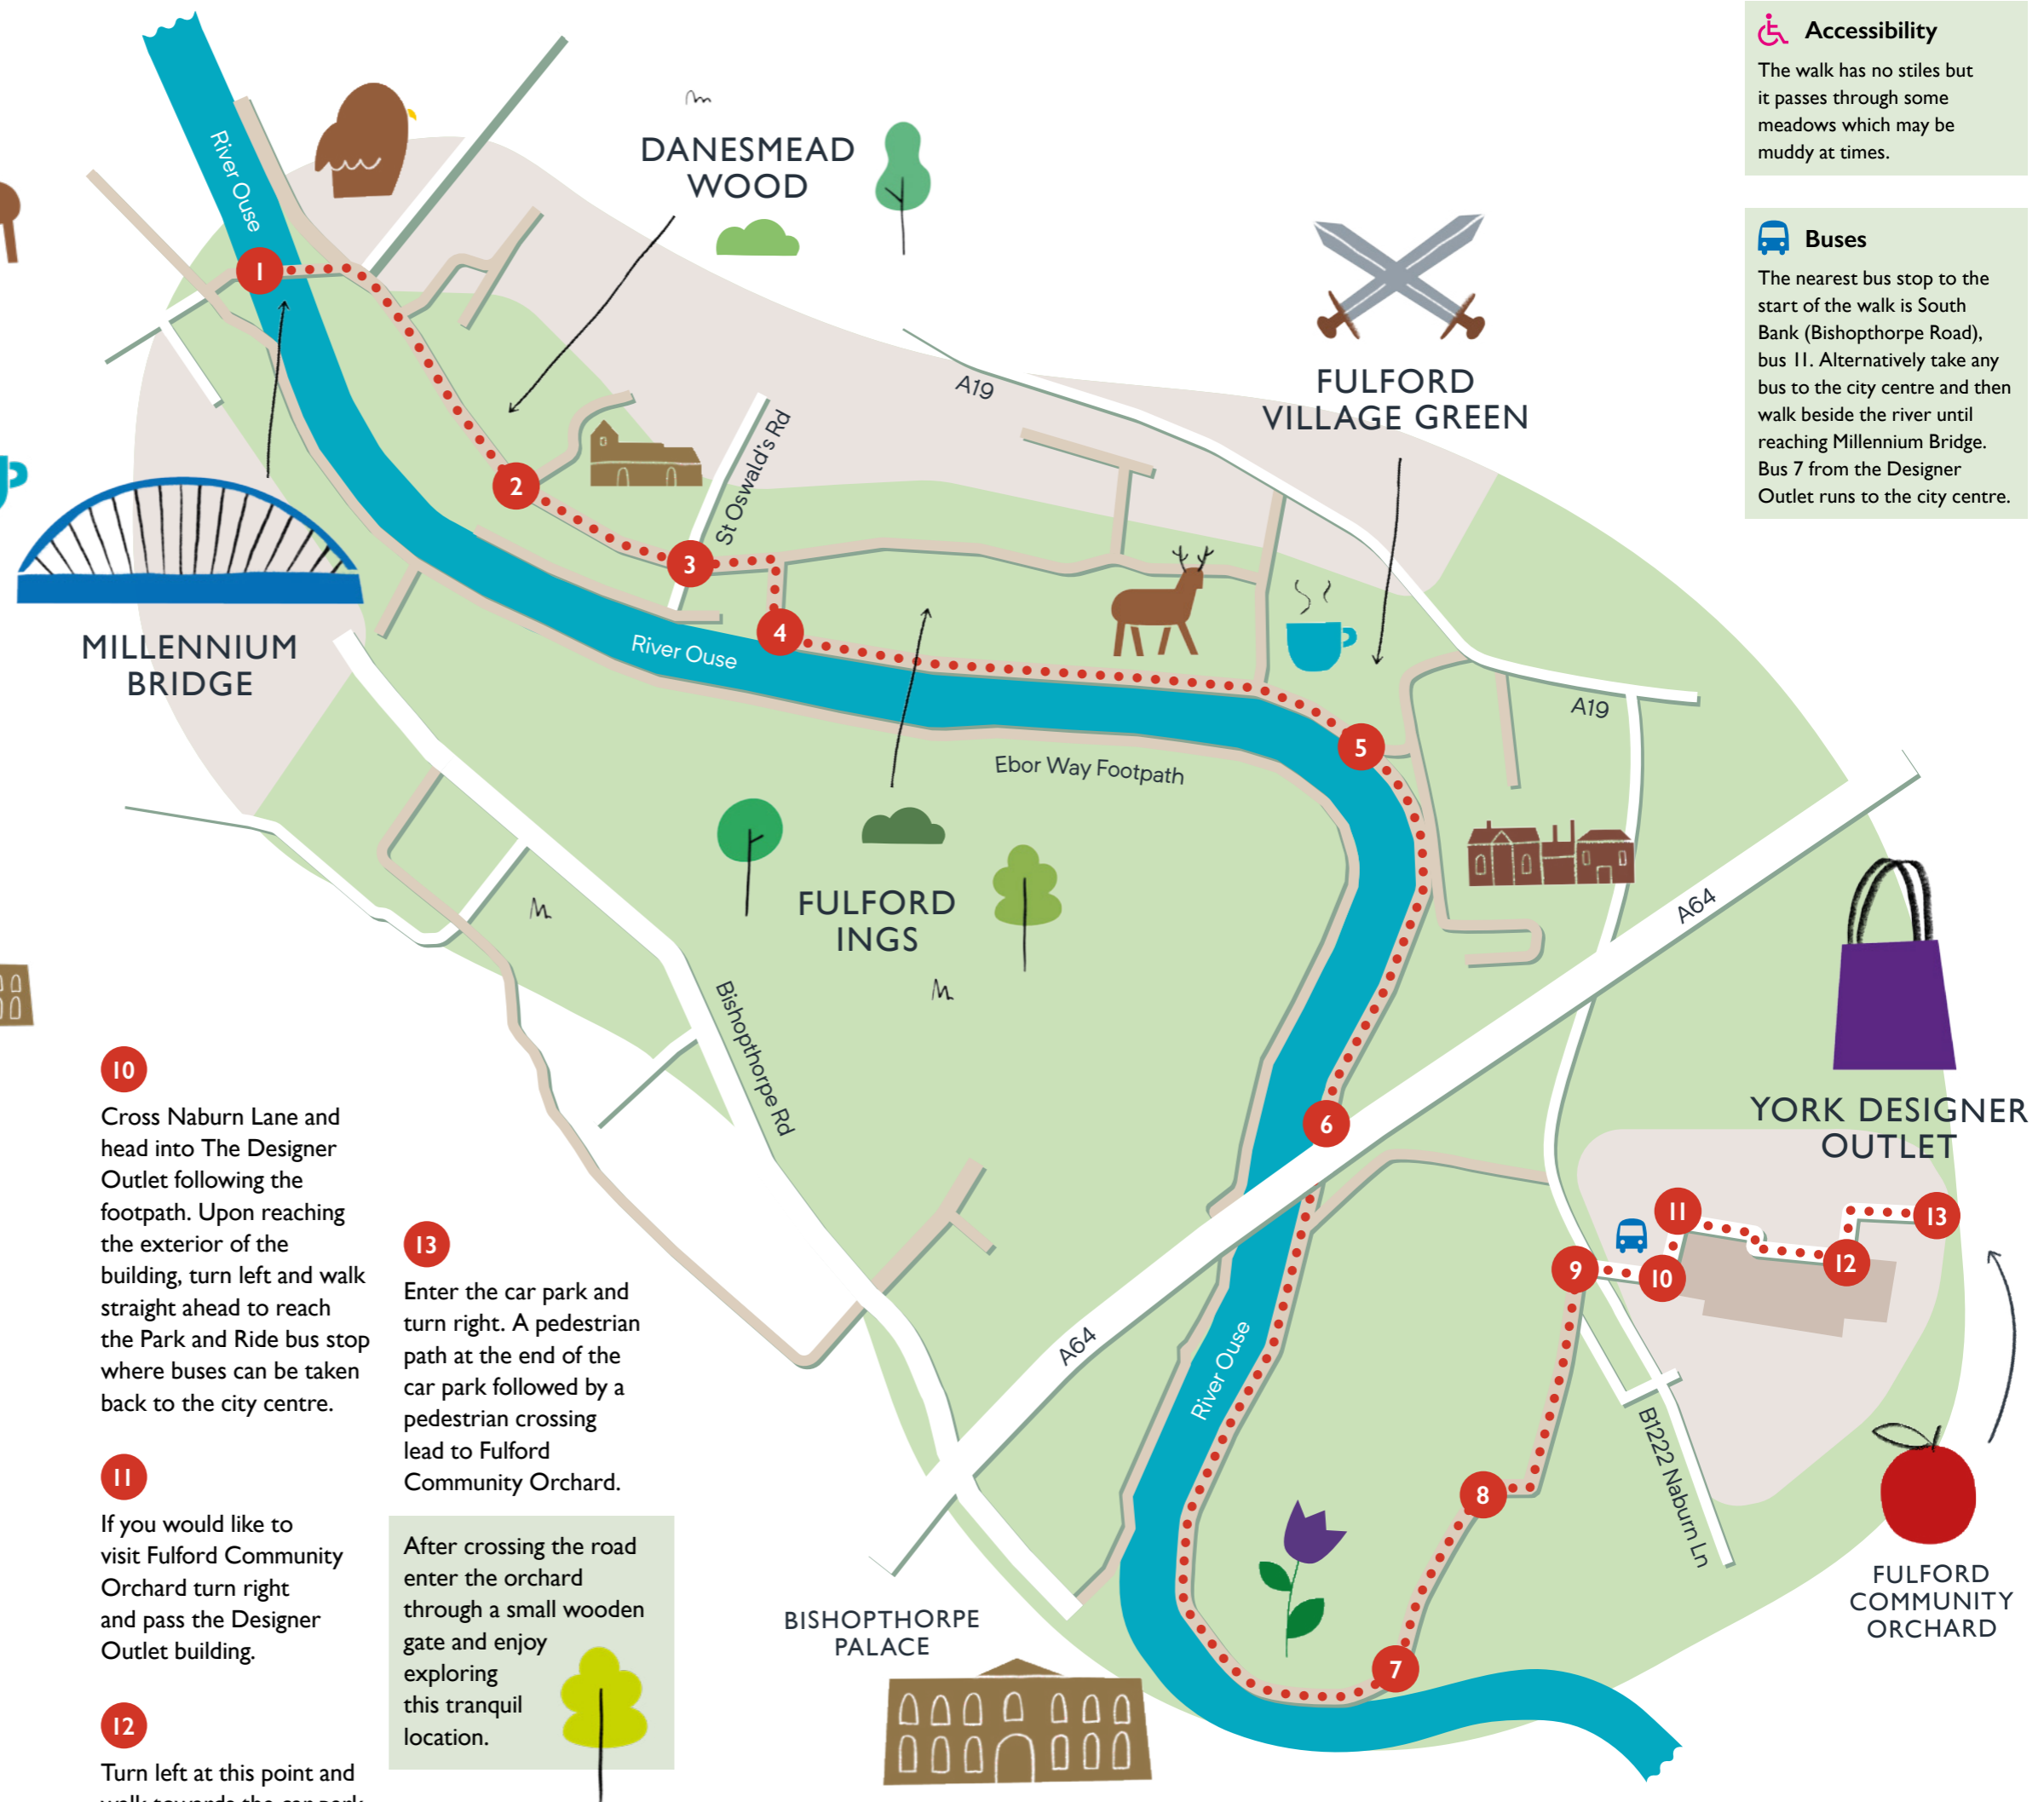 Accessibility
The walk has no stiles but
it passes through some
meadows which may be
muddy at times.
Buses
The nearest bus stop to the
start of the walk is South
Bank (Bishopthorpe Road),
bus 11. Alternatively take any
bus to the city centre and then
walk beside the river until
reaching Millennium Bridge.
Bus 7 from the Designer
Outlet runs to the city centre.
River Ouse
DANESMEAD
WOOD
A19
FULFORD
VILLAGE GREEN
St Oswald's Rd
MILLENNIUM
BRIDGE
River Ouse
A19
Ebor Way Footpath
FULFORD
INGS
A64
Bishopthorpe Rd
YORK DESIGNER
OUTLET
A64
River Ouse
B1222 Naburn Ln
BISHOPTHORPE
PALACE
FULFORD
COMMUNITY
ORCHARD
1
2
3
4
5
6
7
8
9
10
11
12
13
10
Cross Naburn Lane and
head into The Designer
Outlet following the
footpath. Upon reaching
the exterior of the
building, turn left and walk
straight ahead to reach
the Park and Ride bus stop
where buses can be taken
back to the city centre.
11
If you would like to
visit Fulford Community
Orchard turn right
and pass the Designer
Outlet building.
12
Turn left at this point and
walk towards the car park
13
Enter the car park and
turn right. A pedestrian
path at the end of the
car park followed by a
pedestrian crossing
lead to Fulford
Community Orchard.
After crossing the road
enter the orchard
through a small wooden
gate and enjoy
exploring
this tranquil
location.